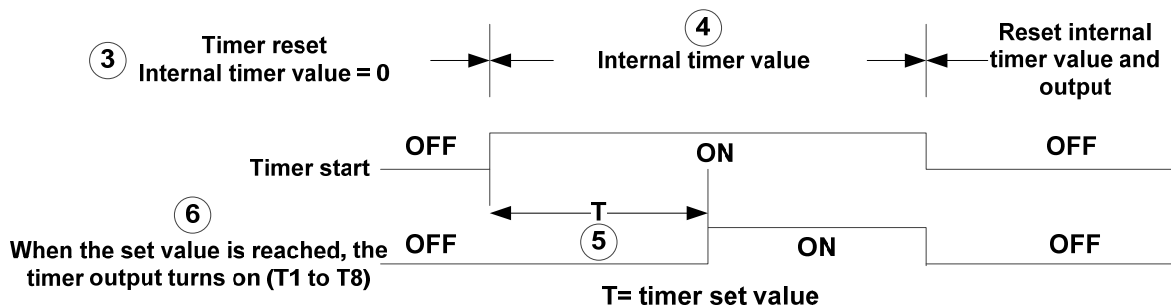 3
Timer reset
Internal timer value = 0
4
Internal timer value
Reset internal
timer value and
output
OFF
ON
OFF
Timer start
T
5
6
When the set value is reached, the
timer output turns on (T1 to T8)
OFF
ON
OFF
T= timer set value